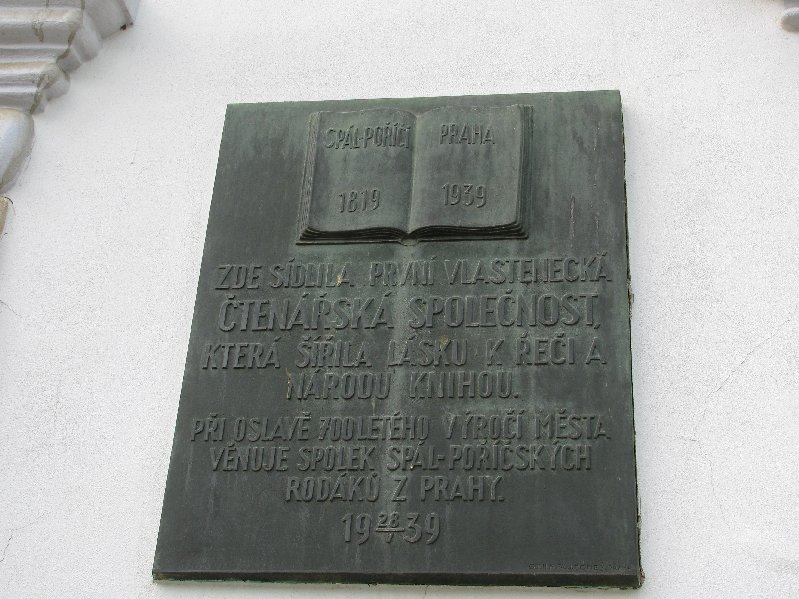 SPÁL-POŘÍČÍ PRAHA
1819 1939
ZDE SÍDLILA PRVNÍ VLASTENECKÁ
ČTENÁŘSKÁ SPOLEČNOST,
KTERÁ ŠÍŘILA LÁSKU K ŘEČI A
NÁRODU KNIHOU.
PŘI OSLAVĚ 700LETÉHO VÝROČÍ MĚSTA
VĚNUJE SPOLEK SPÁL-POŘÍČSKÝCH
RODÁKŮ Z PRAHY.
19 28/V 39